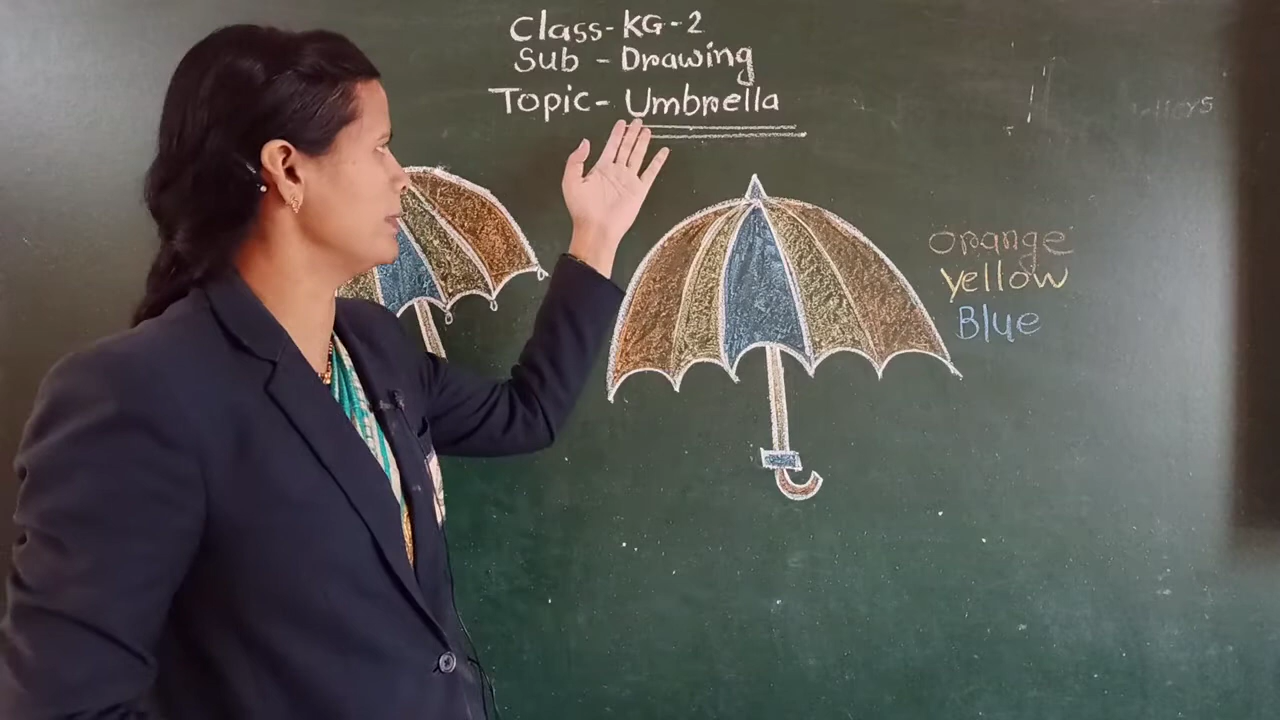 Class-KG-2
Sub - Drawing
Topic- Umbrella
Orange
Yellow
Blue